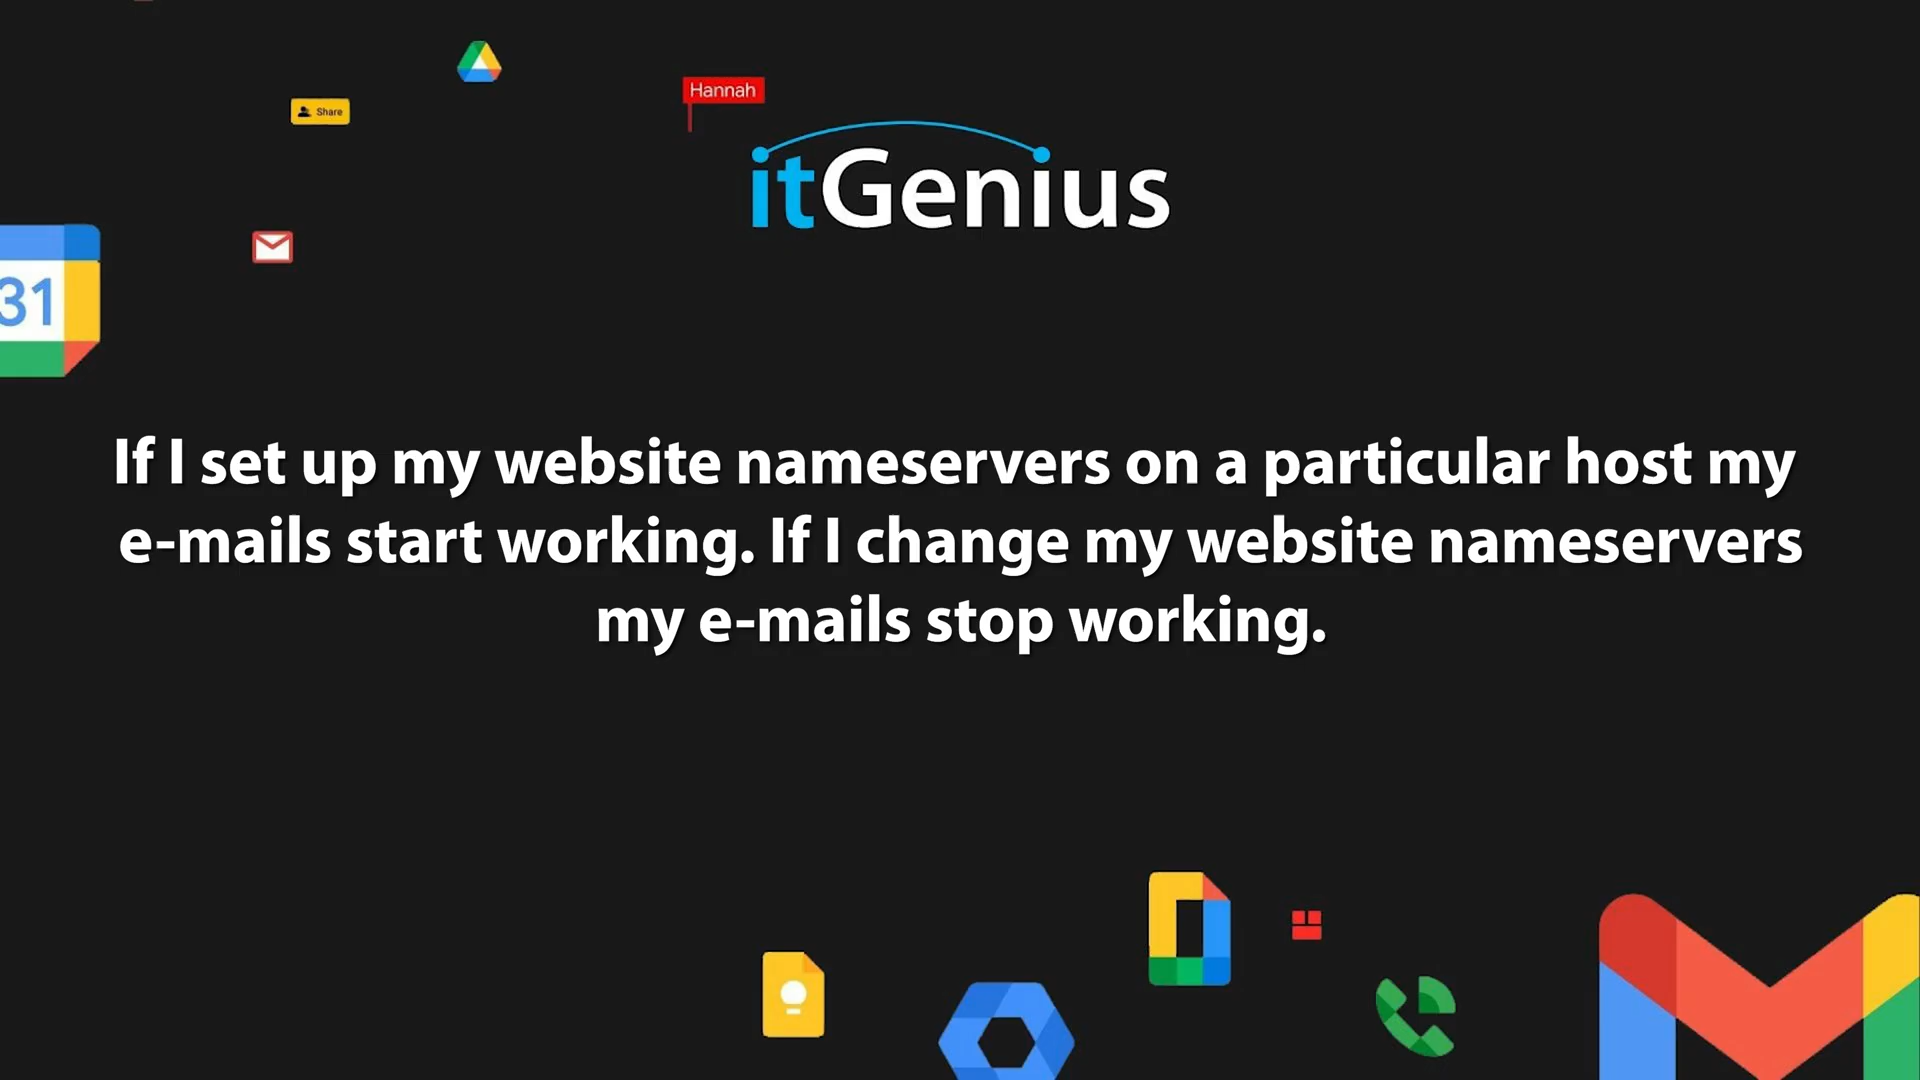 Hannah
Share
itGenius
31
If I set up my website nameservers on a particular host my
e-mails start working. If I change my website nameservers
my e-mails stop working.